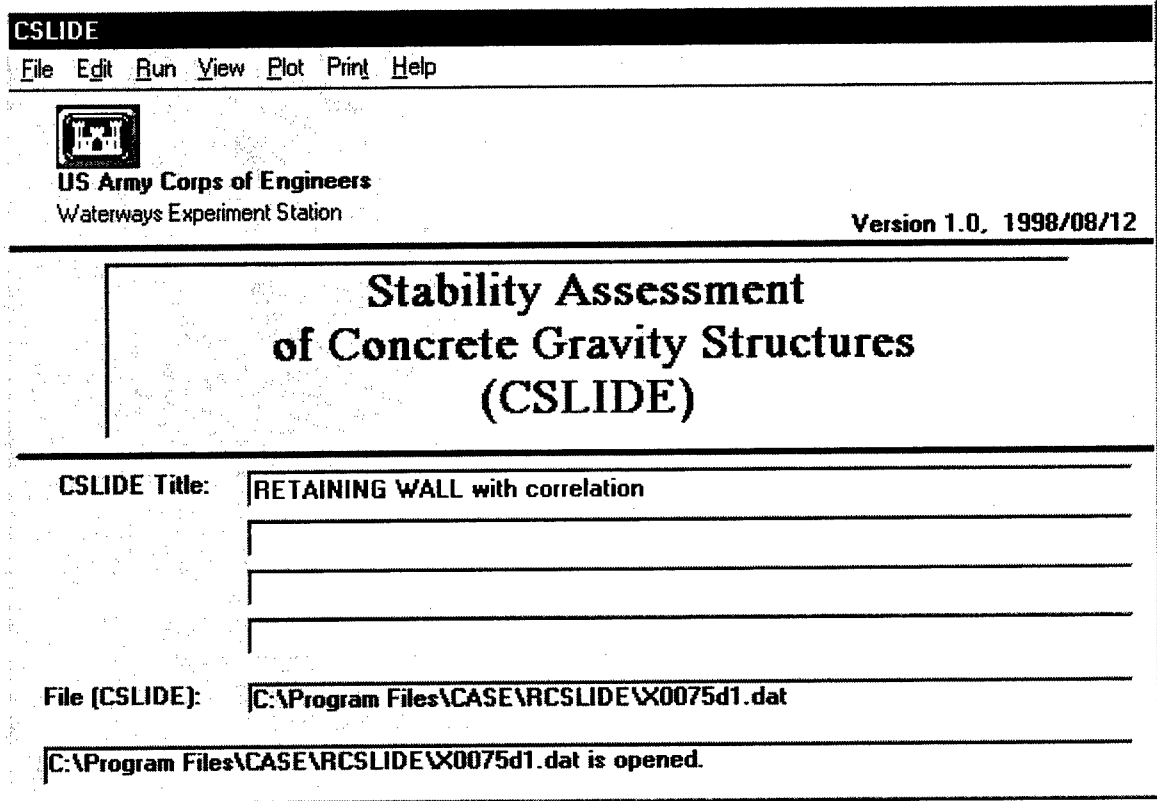 CSLIDE
File Edit Run View Plot Print Help
US Army Corps of Engineers
Waterways Experiment Station
Version 1.0, 1998/08/12
Stability Assessment
of Concrete Gravity Structures
(CSLIDE)
CSLIDE Title: RETAINING WALL with correlation
File (CSLIDE): C:\Program Files\CASE\RCSLIDE\X0075d1.dat
C:\Program Files\CASE\RCSLIDE\X0075d1.dat is opened.